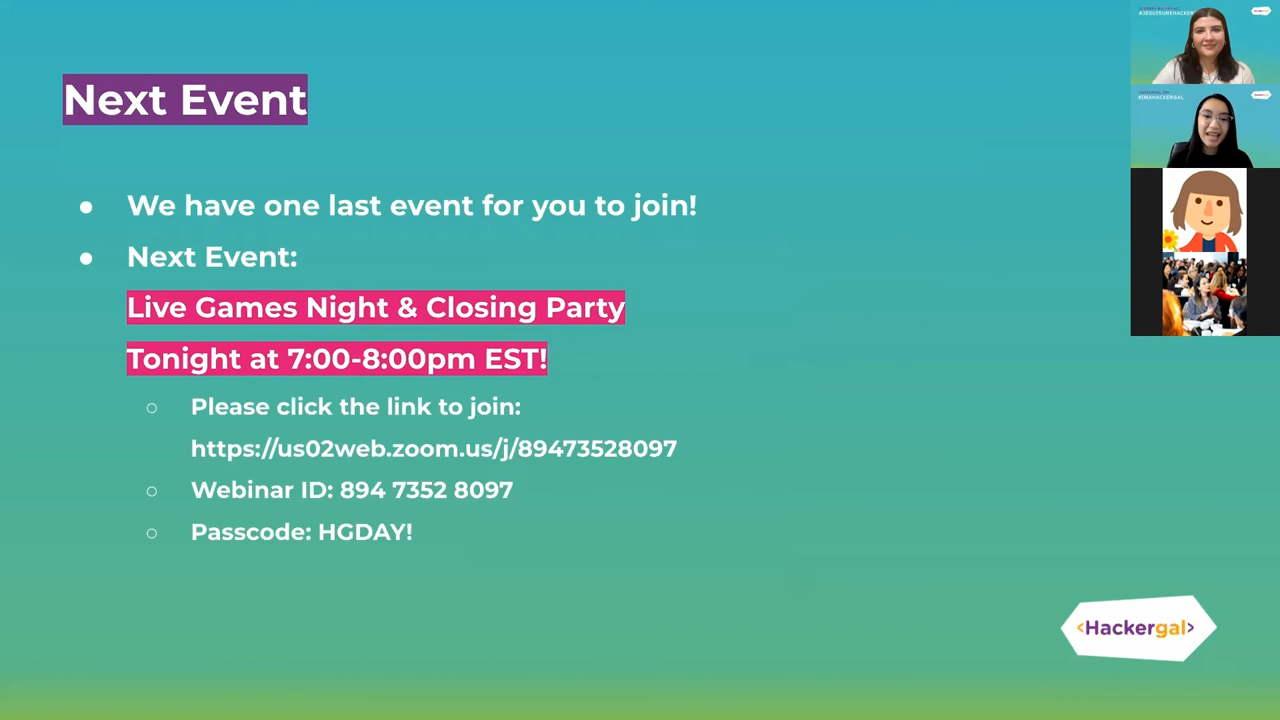 Next Event
● We have one last event for you to join!
● Next Event:
Live Games Night & Closing Party
Tonight at 7:00-8:00pm EST!
○ Please click the link to join:
https://us02web.zoom.us/j/89473528097
○ Webinar ID: 894 7352 8097
○ Passcode: HGDAY!
<Hackergal>
#IMAHACKERGAL